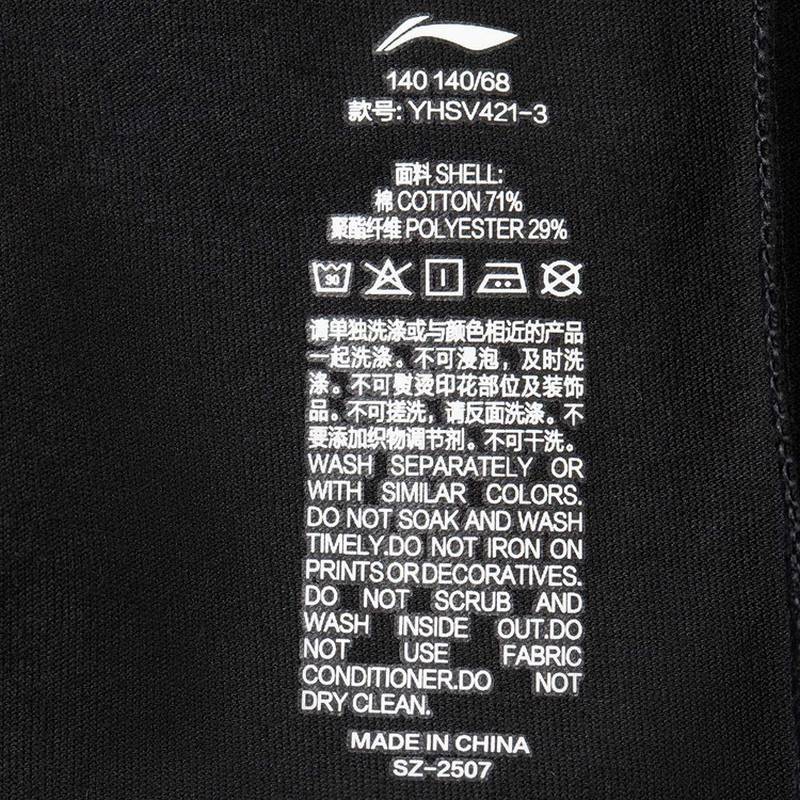 140 140/68
款号: YHSV421-3
面料 SHELL:
棉 COTTON 71%
聚酯纤维 POLYESTER 29%
30
请单独洗涤或与颜色相近的产品
一起洗涤。不可浸泡，及时洗
涤。不可熨烫印花部位及装饰
品。不可搓洗，请反面洗涤。不
要添加织物调节剂。不可干洗。
WASH SEPARATELY OR
WITH SIMILAR COLORS.
DO NOT SOAK AND WASH
TIMELY.DO NOT IRON ON
PRINTS OR DECORATIVES.
DO NOT SCRUB AND
WASH INSIDE OUT.DO
NOT USE FABRIC
CONDITIONER.DO NOT
DRY CLEAN.
MADE IN CHINA
SZ-2507